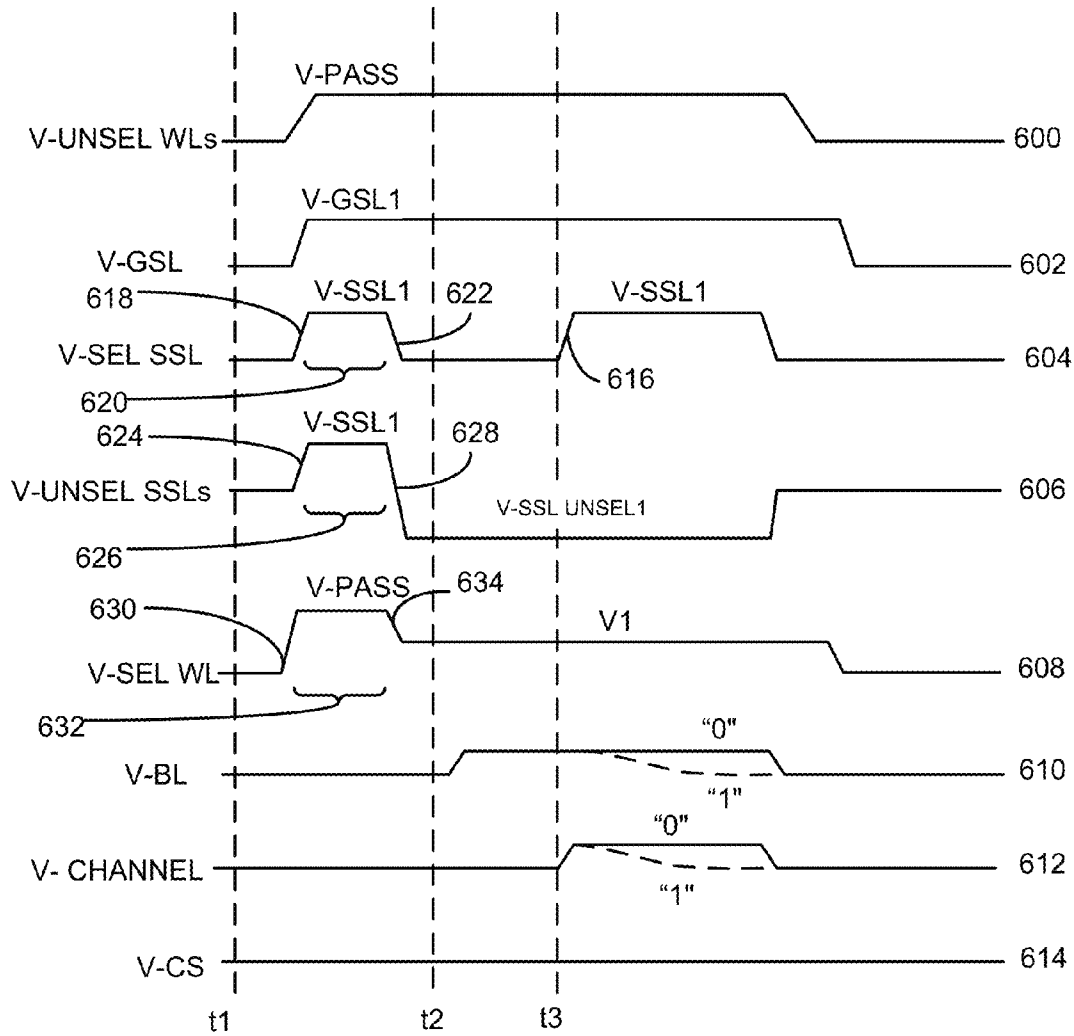 V-PASS
V-UNSEL WLs
600
V-GSL1
V-GSL
602
618
V-SSL1
622
V-SSL1
V-SEL SSL
604
616
620
624
V-SSL1
628
V-UNSEL SSLs
V-SSL UNSEL1
606
626
V-PASS
634
630
V1
V-SEL WL
608
632
"0"
V-BL
610
"1"
"0"
V- CHANNEL
612
"1"
V-CS
614
t1
t2
t3